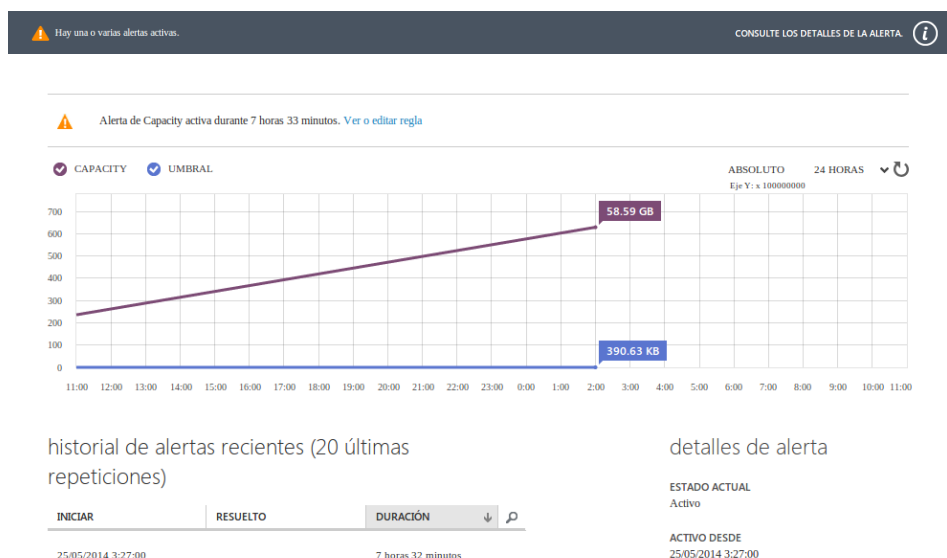 Hay una o varias alertas activas.
CONSULTE LOS DETALLES DE LA ALERTA.
Alerta de Capacity activa durante 7 horas 33 minutos. Ver o editar regla
CAPACITY UMBRAL
ABSOLUTO 24 HORAS
Eje Y: x 100000000
700
600
500
400
300
200
100
0
58.59 GB
390.63 KB
11:00 12:00 13:00 14:00 15:00 16:00 17:00 18:00 19:00 20:00 21:00 22:00 23:00 0:00 1:00 2:00 3:00 4:00 5:00 6:00 7:00 8:00 9:00 10:00 11:00
historial de alertas recientes (20 últimas
repeticiones)
INICIAR RESUELTO DURACIÓN
25/05/2014 3:27:00 7 horas 32 minutos
detalles de alerta
ESTADO ACTUAL
Activo
ACTIVO DESDE
25/05/2014 3:27:00